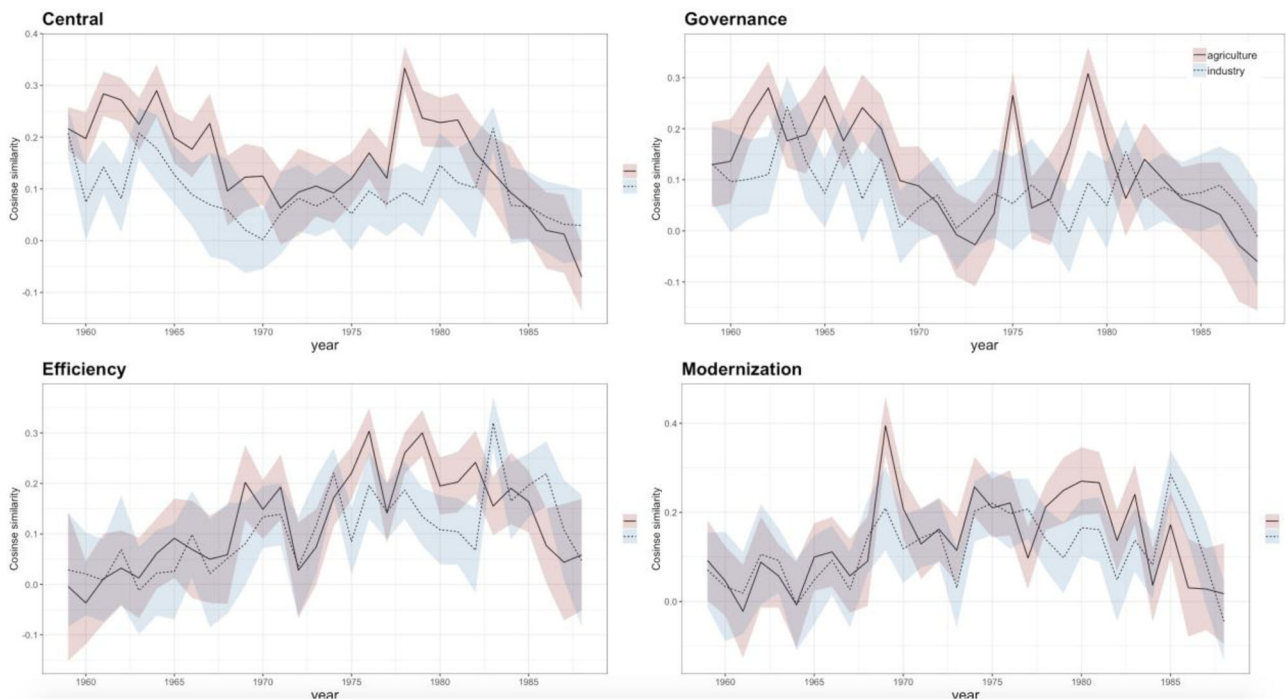 Central
Cosinse similarity
0.4
0.3
0.2
0.1
0.0
-0.1
1960 1965 1970 1975 1980 1985
year
Governance
Cosinse similarity
0.3
0.2
0.1
0.0
-0.1
1960 1965 1970 1975 1980 1985
year
agriculture
industry
Efficiency
Cosinse similarity
0.3
0.2
0.1
0.0
-0.1
1960 1965 1970 1975 1980 1985
year
Modernization
Cosinse similarity
0.4
0.2
0.0
1960 1965 1970 1975 1980 1985
year